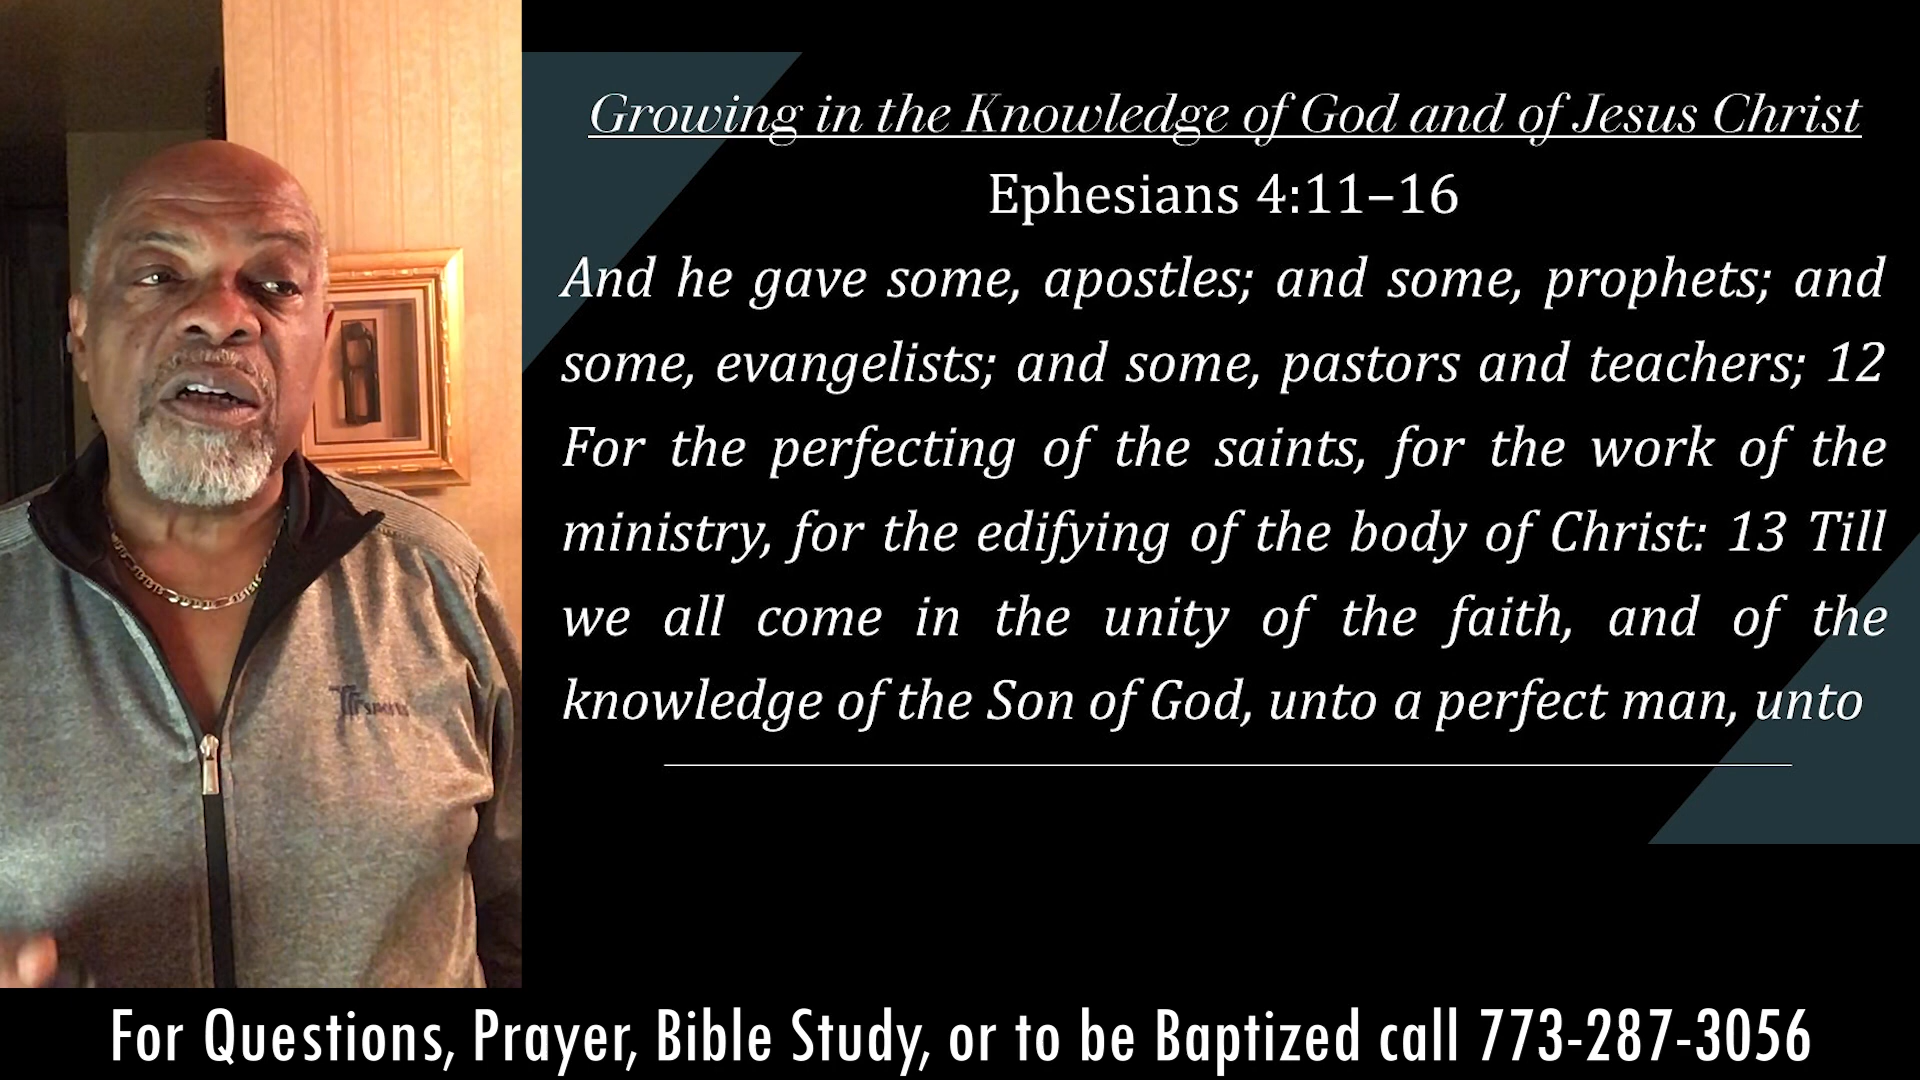 Growing in the Knowledge of God and of Jesus Christ
Ephesians 4:11–16
And he gave some, apostles; and some, prophets; and
some, evangelists; and some, pastors and teachers; 12
For the perfecting of the saints, for the work of the
ministry, for the edifying of the body of Christ: 13 Till
we all come in the unity of the faith, and of the
knowledge of the Son of God, unto a perfect man, unto
For Questions, Prayer, Bible Study, or to be Baptized call 773-287-3056